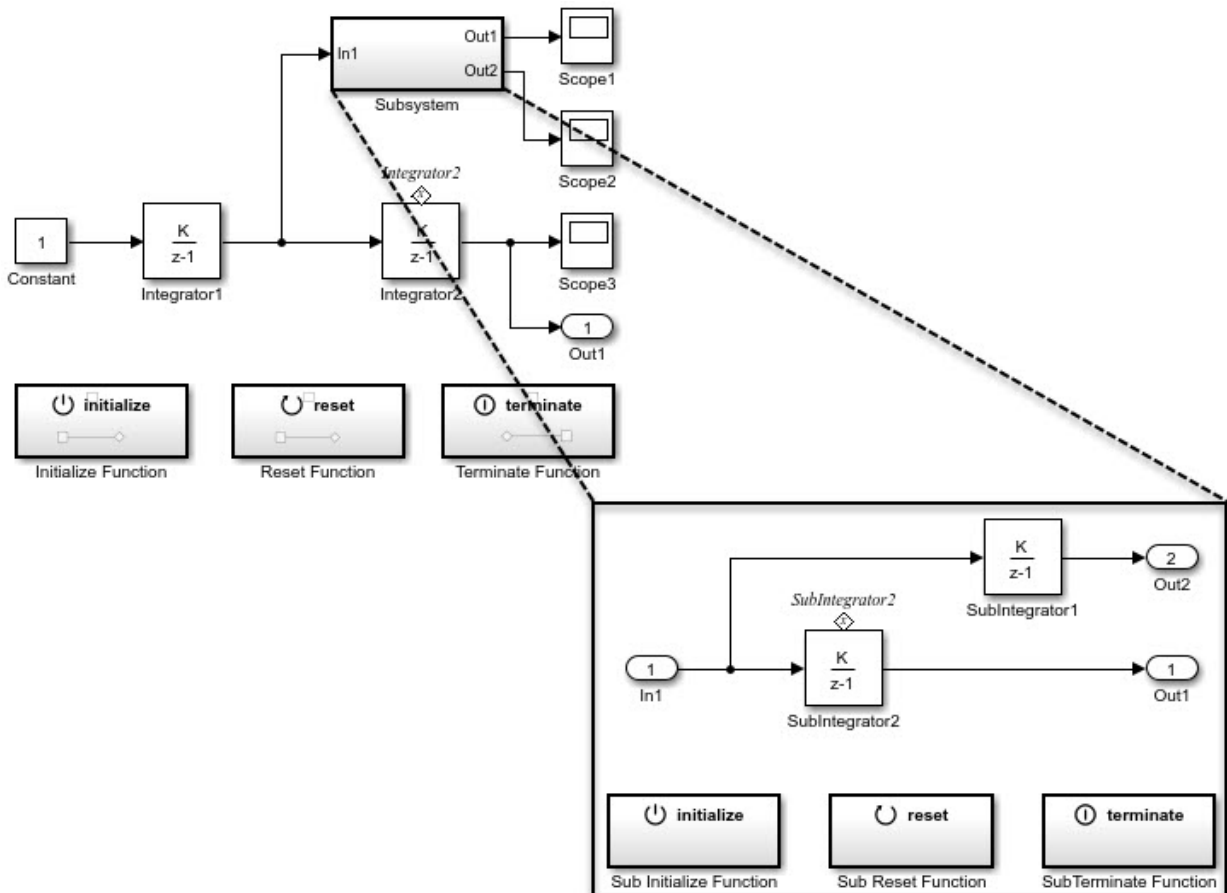 Out1
In1
Out2
Scope1
Subsystem
Scope2
Integrator2
x
1
K
z-1
K
z-1
Constant
Integrator1
Integrator2
Scope3
1
Out1
initialize
reset
terminate
Initialize Function
Reset Function
Terminate Function
K
z-1
2
Out2
SubIntegrator1
SubIntegrator2
x
1
K
z-1
1
In1
Out1
SubIntegrator2
initialize
reset
terminate
Sub Initialize Function
Sub Reset Function
SubTerminate Function